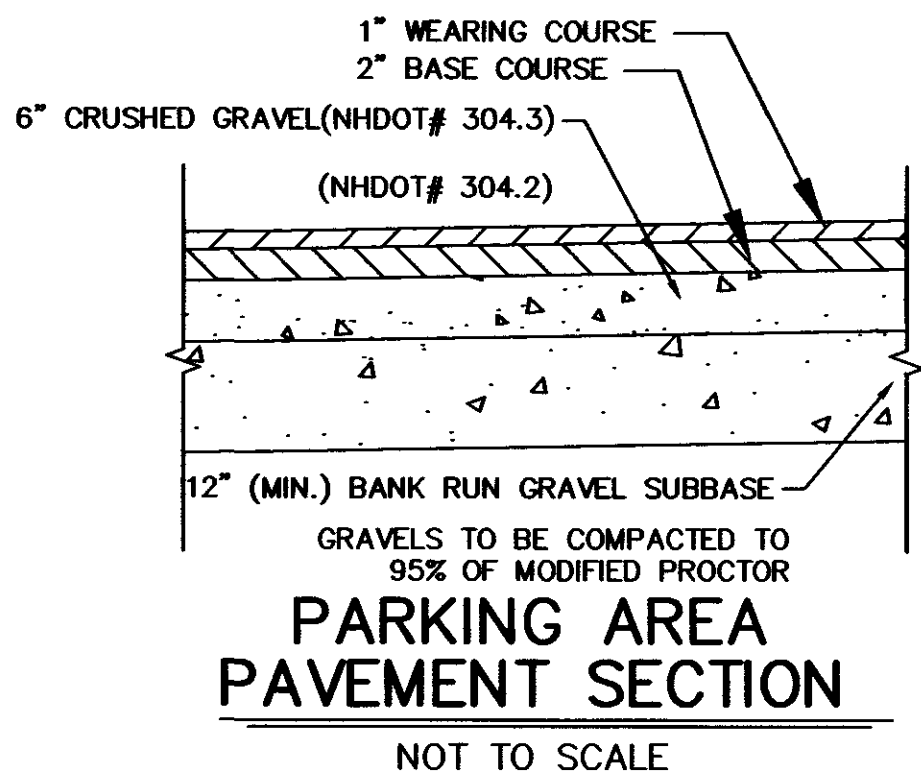 1" WEARING COURSE
2" BASE COURSE
6" CRUSHED GRAVEL(NHDOT# 304.3)
(NHDOT# 304.2)
12" (MIN.) BANK RUN GRAVEL SUBBASE
GRAVELS TO BE COMPACTED TO
95% OF MODIFIED PROCTOR
PARKING AREA
PAVEMENT SECTION
NOT TO SCALE